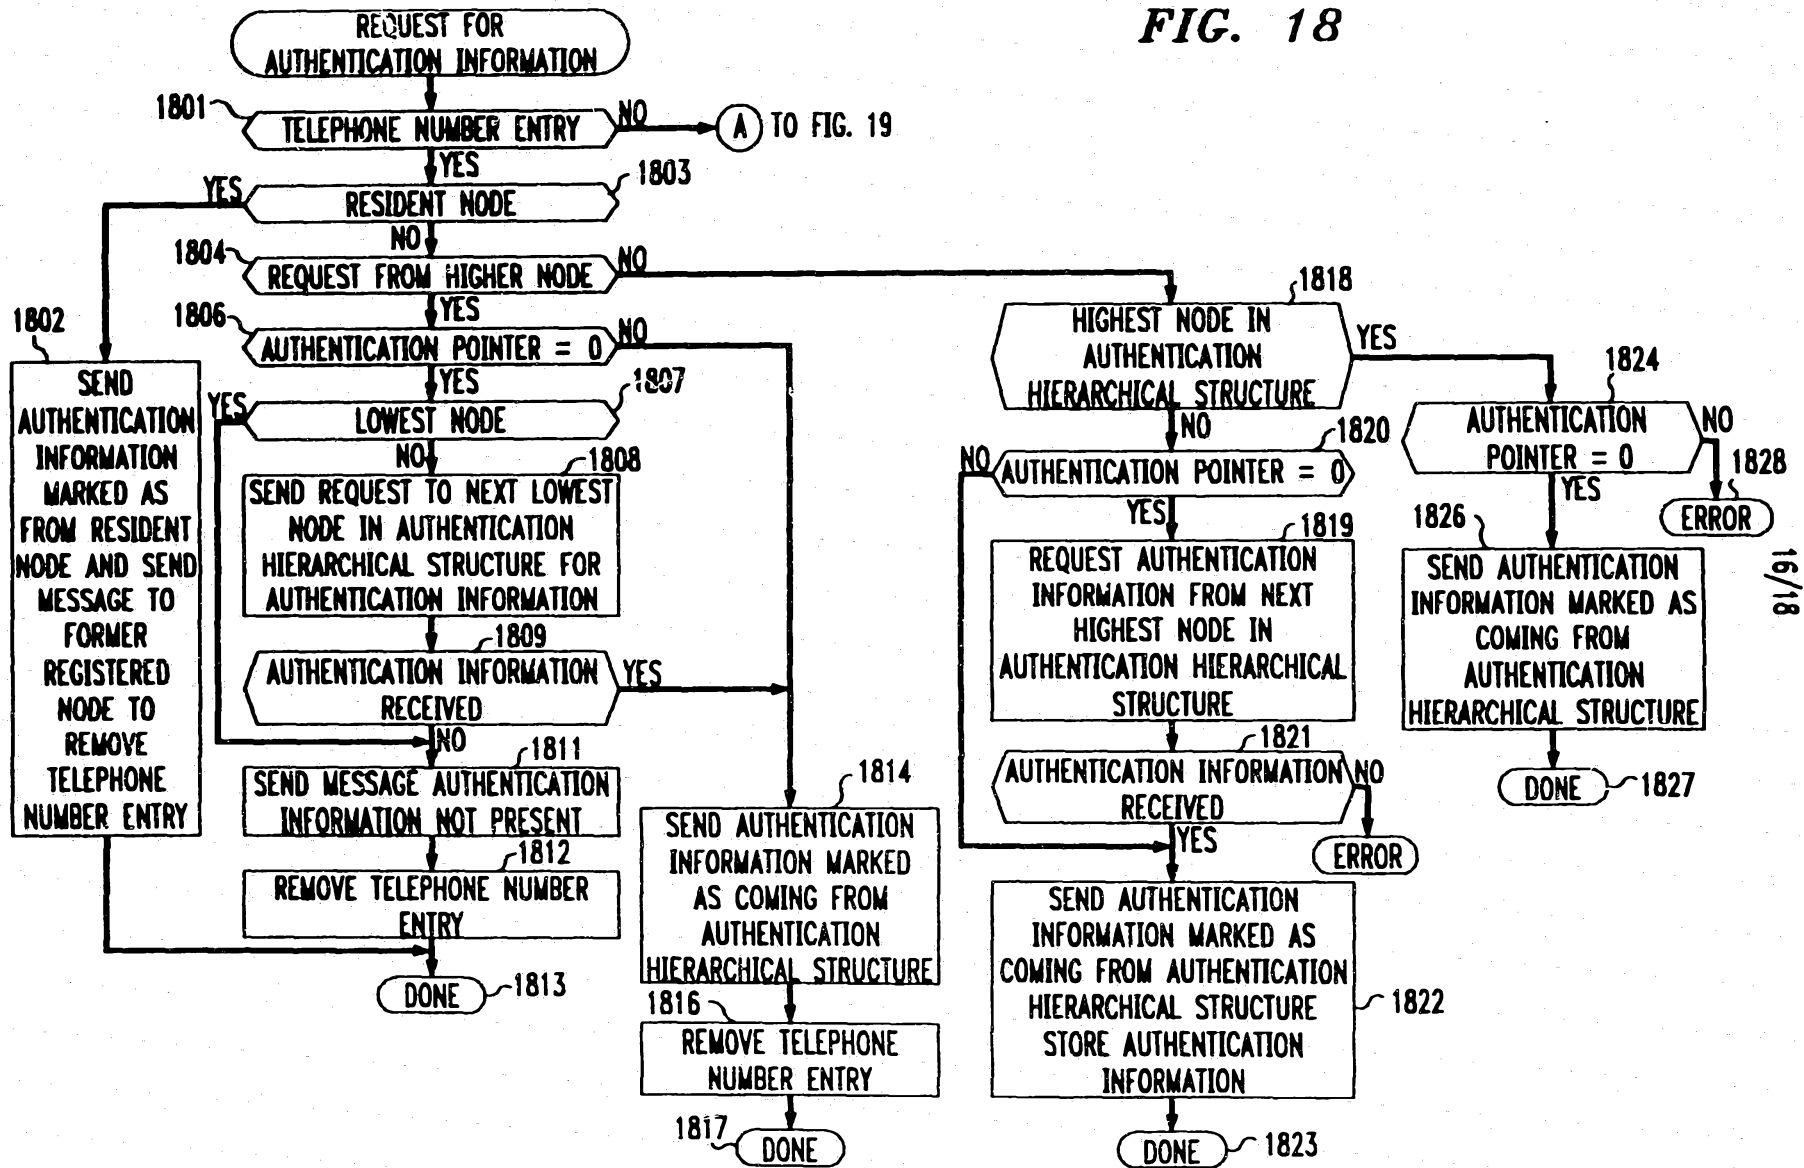 FIG. 18
REQUEST FOR
AUTHENTICATION INFORMATION
1801
TELEPHONE NUMBER ENTRY
NO
A
TO FIG. 19
YES
1803
YES
RESIDENT NODE
NO
1804
REQUEST FROM HIGHER NODE
NO
YES
1806
AUTHENTICATION POINTER = 0
NO
YES
1807
YES
LOWEST NODE
NO
1808
SEND REQUEST TO NEXT LOWEST
NODE IN AUTHENTICATION
HIERARCHICAL STRUCTURE FOR
AUTHENTICATION INFORMATION
1809
AUTHENTICATION INFORMATION
RECEIVED
YES
NO
1811
SEND MESSAGE AUTHENTICATION
INFORMATION NOT PRESENT
1812
REMOVE TELEPHONE NUMBER
ENTRY
DONE
1813
1802
SEND
AUTHENTICATION
INFORMATION
MARKED AS
FROM RESIDENT
NODE AND SEND
MESSAGE TO
FORMER
REGISTERED
NODE TO
REMOVE
TELEPHONE
NUMBER ENTRY
1814
SEND AUTHENTICATION
INFORMATION MARKED
AS COMING FROM
AUTHENTICATION
HIERARCHICAL STRUCTURE
1816
REMOVE TELEPHONE
NUMBER ENTRY
1817
DONE
1818
HIGHEST NODE IN
AUTHENTICATION
HIERARCHICAL STRUCTURE
YES
NO
1820
NO
AUTHENTICATION POINTER = 0
YES
1819
REQUEST AUTHENTICATION
INFORMATION FROM NEXT
HIGHEST NODE IN
AUTHENTICATION HIERARCHICAL
STRUCTURE
1821
AUTHENTICATION INFORMATION
RECEIVED
NO
YES
ERROR
SEND AUTHENTICATION
INFORMATION MARKED AS
COMING FROM AUTHENTICATION
HIERARCHICAL STRUCTURE
STORE AUTHENTICATION
INFORMATION
1822
DONE
1823
1824
AUTHENTICATION
POINTER = 0
NO
1828
ERROR
YES
1826
SEND AUTHENTICATION
INFORMATION MARKED AS
COMING FROM
AUTHENTICATION
HIERARCHICAL STRUCTURE
DONE
1827
16/18